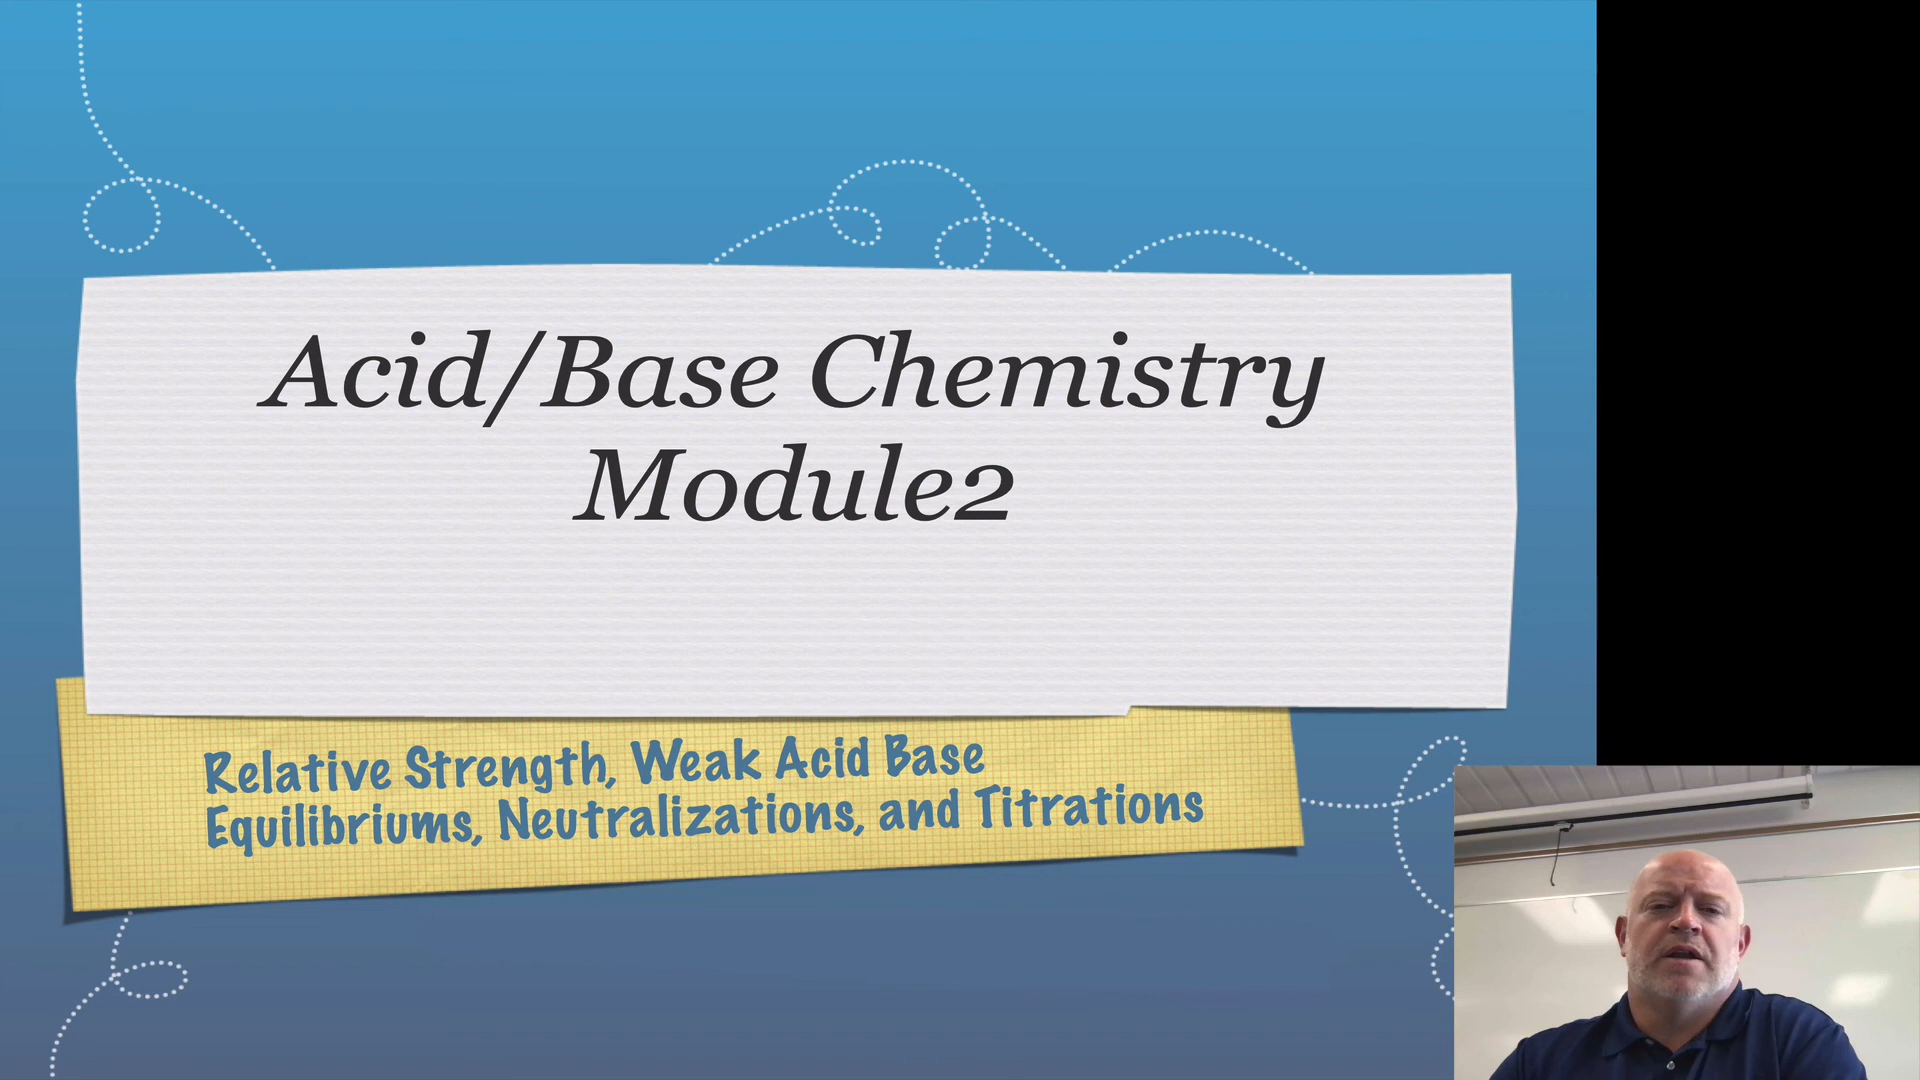 Acid/Base Chemistry
Module2
Relative Strength, Weak Acid Base
Equilibriums, Neutralizations, and Titrations